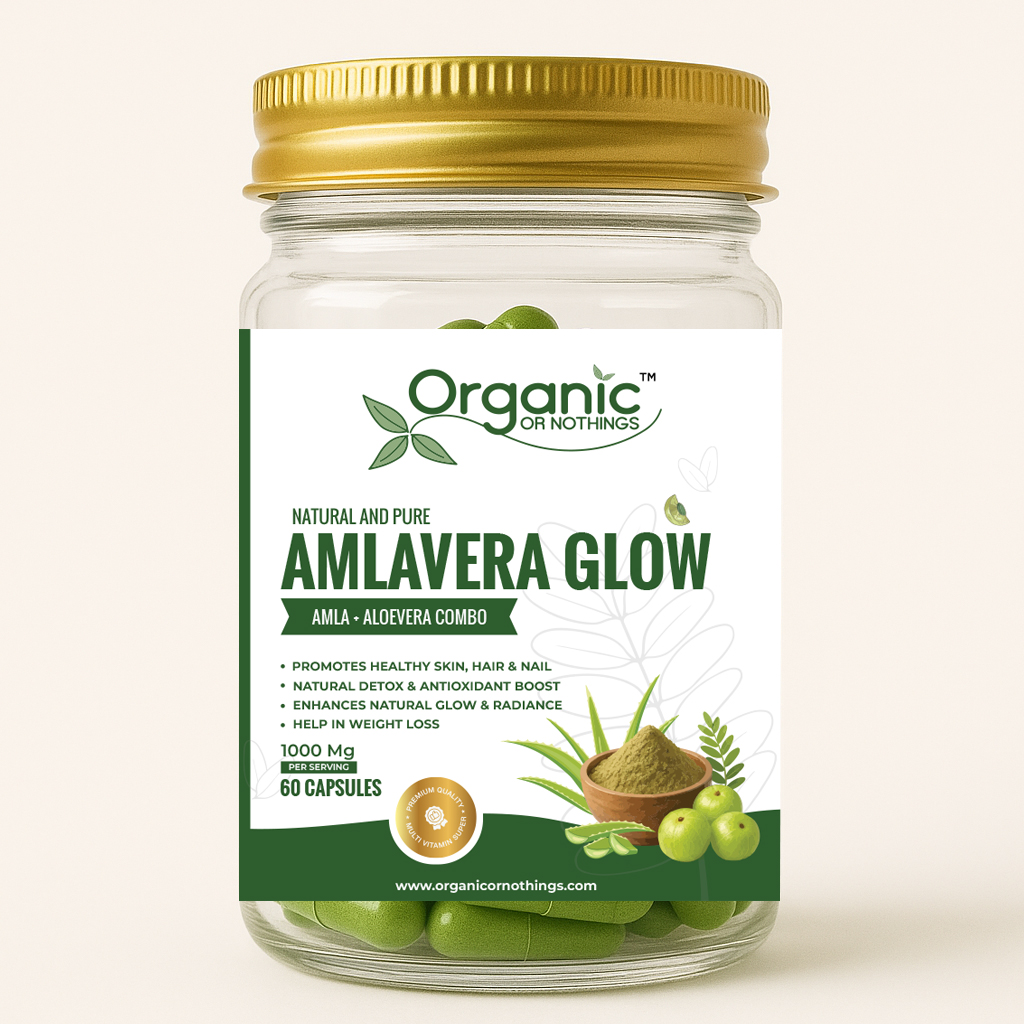 Organic™
OR NOTHINGS
NATURAL AND PURE
AMLAVERA GLOW
AMLA + ALOEVERA COMBO
• PROMOTES HEALTHY SKIN, HAIR & NAIL
• NATURAL DETOX & ANTIOXIDANT BOOST
• ENHANCES NATURAL GLOW & RADIANCE
• HELP IN WEIGHT LOSS
1000 Mg
PER SERVING
60 CAPSULES
PREMIUM QUALITY
MULTI VITAMIN SUPER
www.organicornothings.com